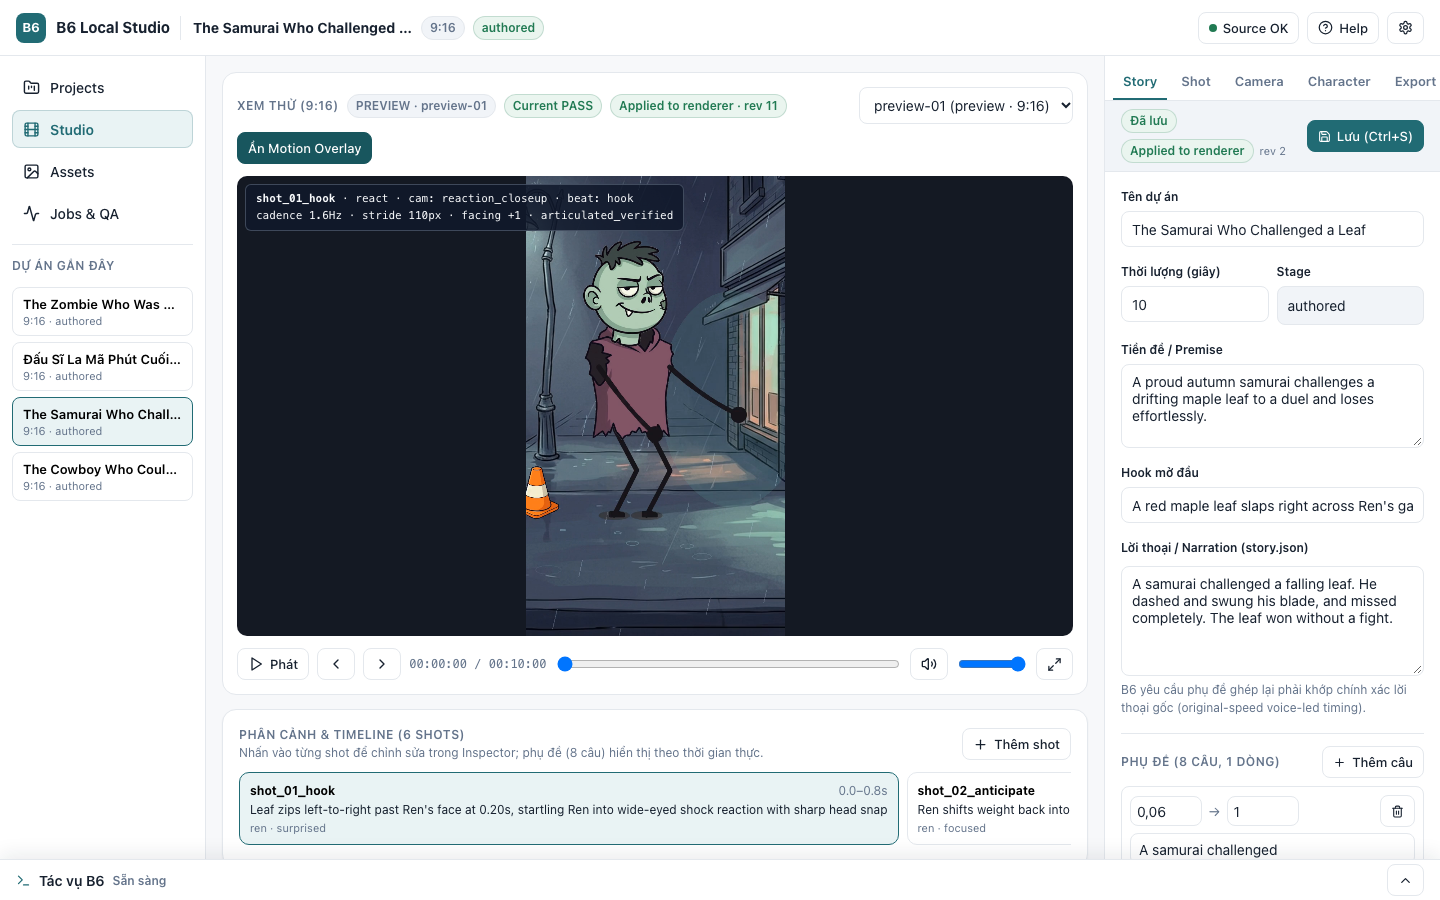 B6
B6 Local Studio
The Samurai Who Challenged ...
9:16
authored
Source OK
Help
Projects
Studio
Assets
Jobs & QA
DỰ ÁN GẦN ĐÂY
The Zombie Who Was ...
9:16 · authored
Đấu Sĩ La Mã Phút Cuối...
9:16 · authored
The Samurai Who Chall...
9:16 · authored
The Cowboy Who Coul...
9:16 · authored
XEM THỬ (9:16)
PREVIEW · preview-01
Current PASS
Applied to renderer · rev 11
preview-01 (preview · 9:16)
Ẩn Motion Overlay
shot_01_hook · react · cam: reaction_closeup · beat: hook
cadence 1.6Hz · stride 110px · facing +1 · articulated_verified
Phát
00:00:00 / 00:10:00
PHÂN CẢNH & TIMELINE (6 SHOTS)
Nhấn vào từng shot để chỉnh sửa trong Inspector; phụ đề (8 câu) hiển thị theo thời gian thực.
Thêm shot
shot_01_hook
0.0–0.8s
Leaf zips left-to-right past Ren's face at 0.20s, startling Ren into wide-eyed shock reaction with sharp head snap
ren · surprised
shot_02_anticipate
Ren shifts weight back into
ren · focused
Story
Shot
Camera
Character
Export
Đã lưu
Applied to renderer
rev 2
Lưu (Ctrl+S)
Tên dự án
The Samurai Who Challenged a Leaf
Thời lượng (giây)
Stage
10
authored
Tiền đề / Premise
A proud autumn samurai challenges a
drifting maple leaf to a duel and loses
effortlessly.
Hook mở đầu
A red maple leaf slaps right across Ren's ga
Lời thoại / Narration (story.json)
A samurai challenged a falling leaf. He
dashed and swung his blade, and missed
completely. The leaf won without a fight.
B6 yêu cầu phụ đề ghép lại phải khớp chính xác lời
thoại gốc (original-speed voice-led timing).
PHỤ ĐỀ (8 CÂU, 1 DÒNG)
Thêm câu
0,06
→
1
A samurai challenged
Tác vụ B6
Sẵn sàng